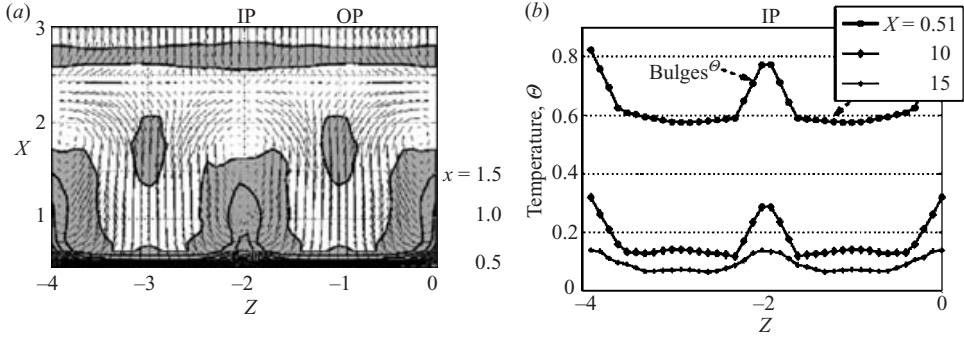 (a)
IP
OP
3
2
X
1
x = 1.5
1.0
0.5
−4
−3
−2
−1
0
Z
(b)
IP
X = 0.51
10
15
Bulges Θ
0.8
0.6
0.4
0.2
0
Temperature, Θ
−4
−2
0
Z